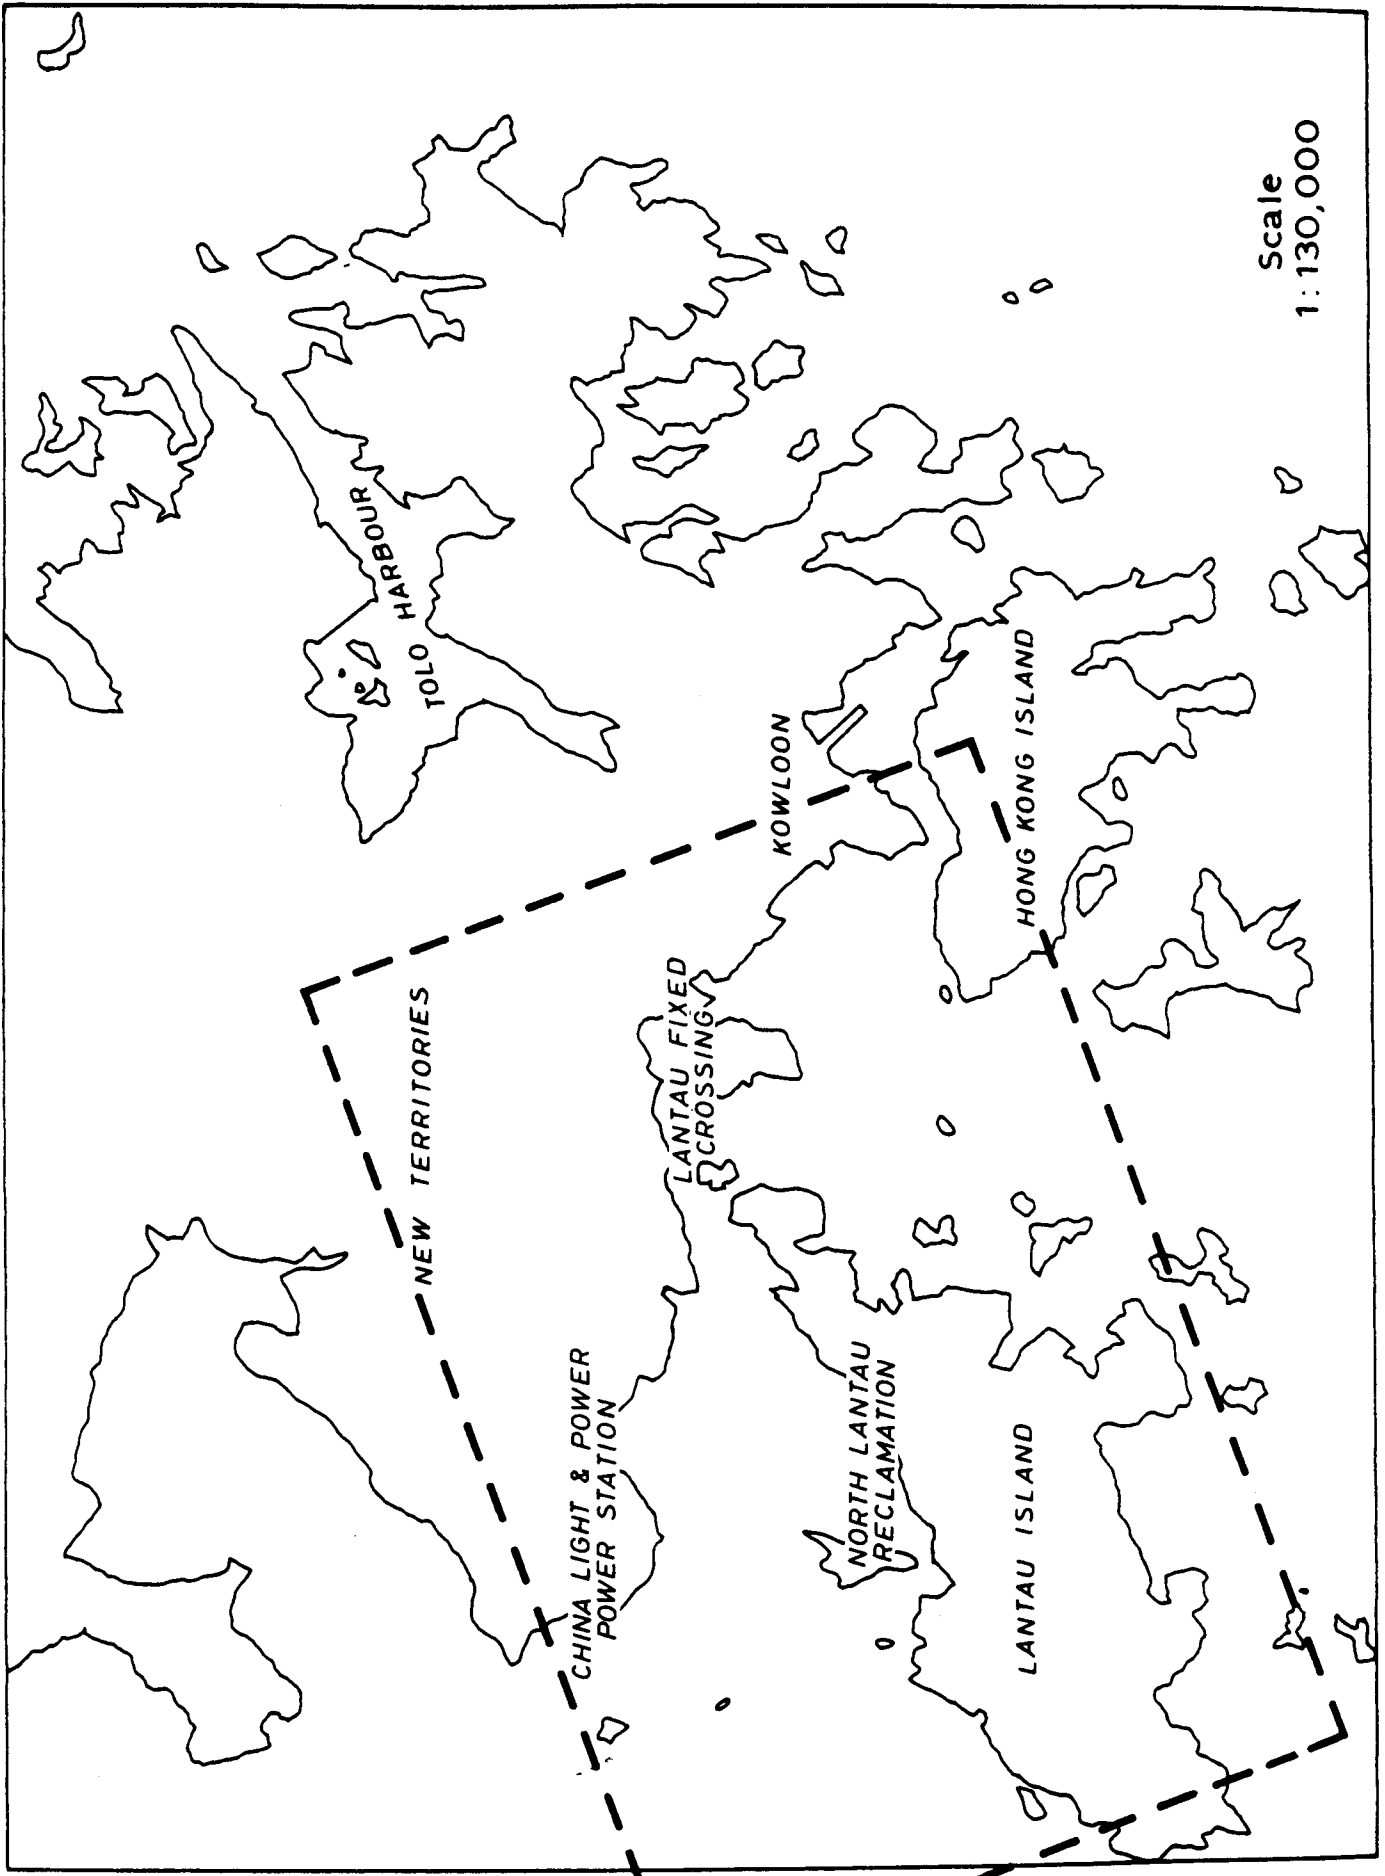 TOLO HARBOUR
NEW TERRITORIES
CHINA LIGHT & POWER
POWER STATION
LANTAU FIXED
CROSSING
KOWLOON
NORTH LANTAU
RECLAMATION
LANTAU ISLAND
HONG KONG ISLAND
Scale
1:130,000